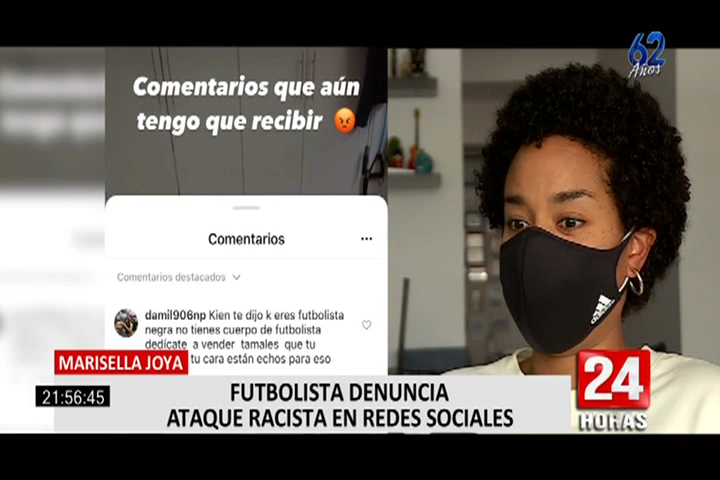 62
Años
Comentarios que aún
tengo que recibir 😡
Comentarios
...
Comentarios destacados
damil906np Kien te dijo k eres futbolista
negra no tienes cuerpo de futbolista
dedícate a vender tamales que tu
tu cara están echos para eso
adidas
MARISELLA JOYA
21:56:45
FUTBOLISTA DENUNCIA
ATAQUE RACISTA EN REDES SOCIALES
24
HORAS